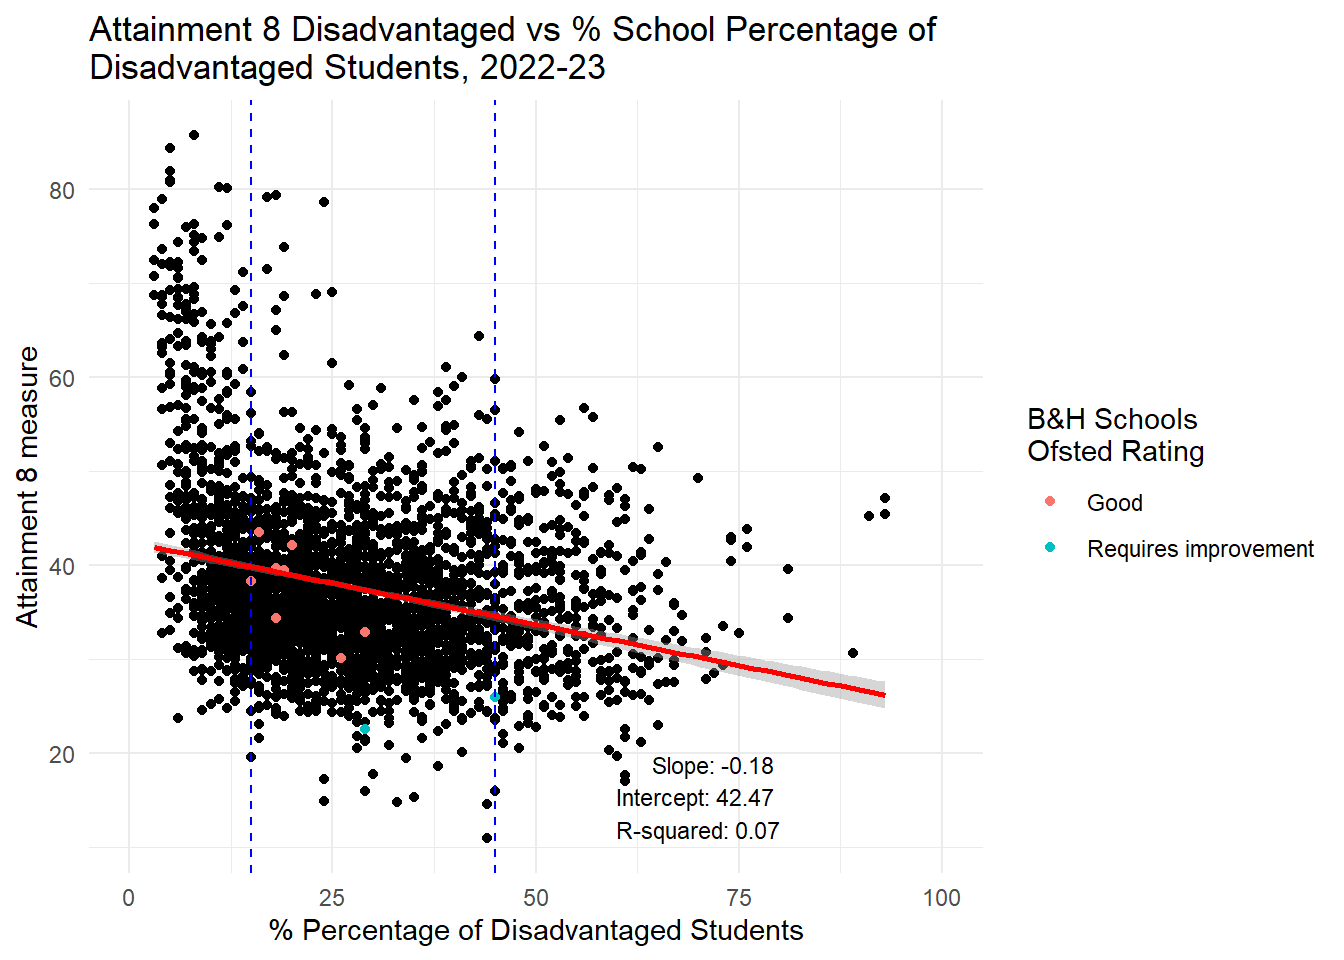 Attainment 8 Disadvantaged vs % School Percentage of
Disadvantaged Students, 2022-23
Attainment 8 measure
80
60
40
20
Slope: -0.18
Intercept: 42.47
R-squared: 0.07
0
25
50
75
100
% Percentage of Disadvantaged Students
B&H Schools
Ofsted Rating
Good
Requires improvement